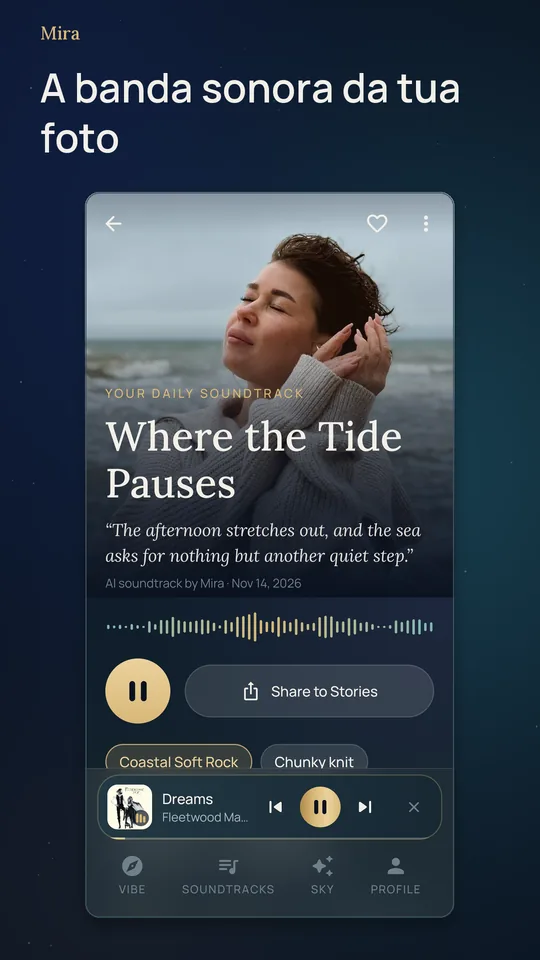 Mira
A banda sonora da tua
foto
YOUR DAILY SOUNDTRACK
Where the Tide
Pauses
“The afternoon stretches out, and the sea
asks for nothing but another quiet step.”
AI soundtrack by Mira · Nov 14, 2026
Share to Stories
Coastal Soft Rock
Chunky knit
Dreams
Fleetwood Ma...
VIBE
SOUNDTRACKS
SKY
PROFILE